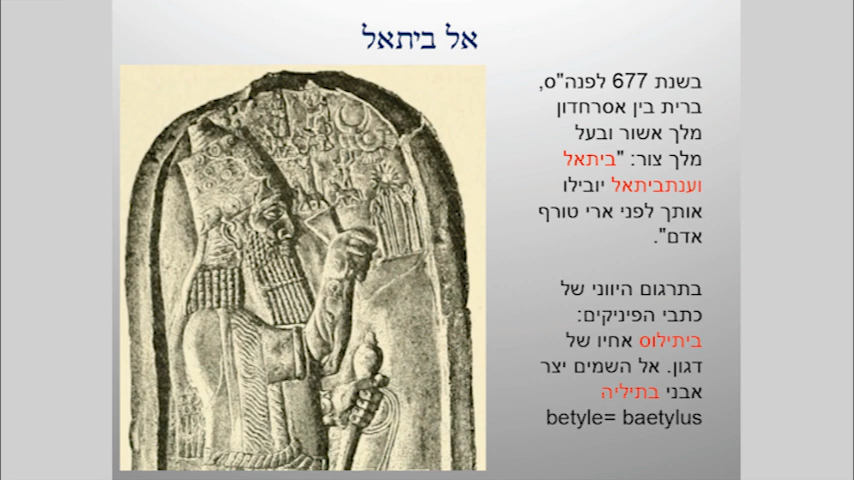 אל ביתאל
בשנת 677 לפנה"ס,
ברית בין אסרחדון
מלך אשור ובעל
מלך צור: "ביתאל
וענתביתאל יובילו
אותך לפני ארי טורף
אדם".
בתרגום היווני של
כתבי הפיניקים:
ביתילוס אחיו של
דגון. אל השמים יצר
אבני בתיליה
betyle= baetylus